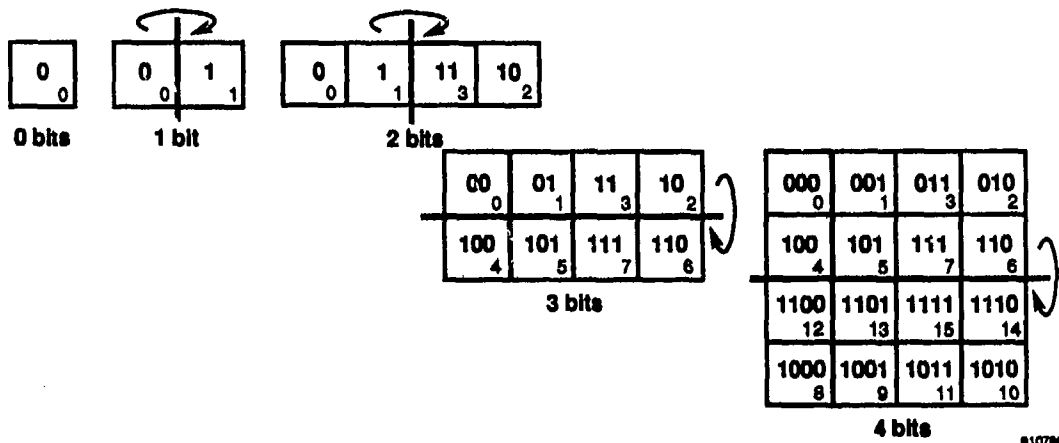 0 0 1 0 1 11 10
0 0 1 0 1 3 2
0 bits 1 bit 2 bits
00 01 11 10
0 1 3 2
100 101 111 110
4 5 7 6
3 bits
000 001 011 010
0 1 3 2
100 101 111 110
4 5 7 6
1100 1101 1111 1110
12 13 15 14
1000 1001 1011 1010
8 9 11 10
4 bits